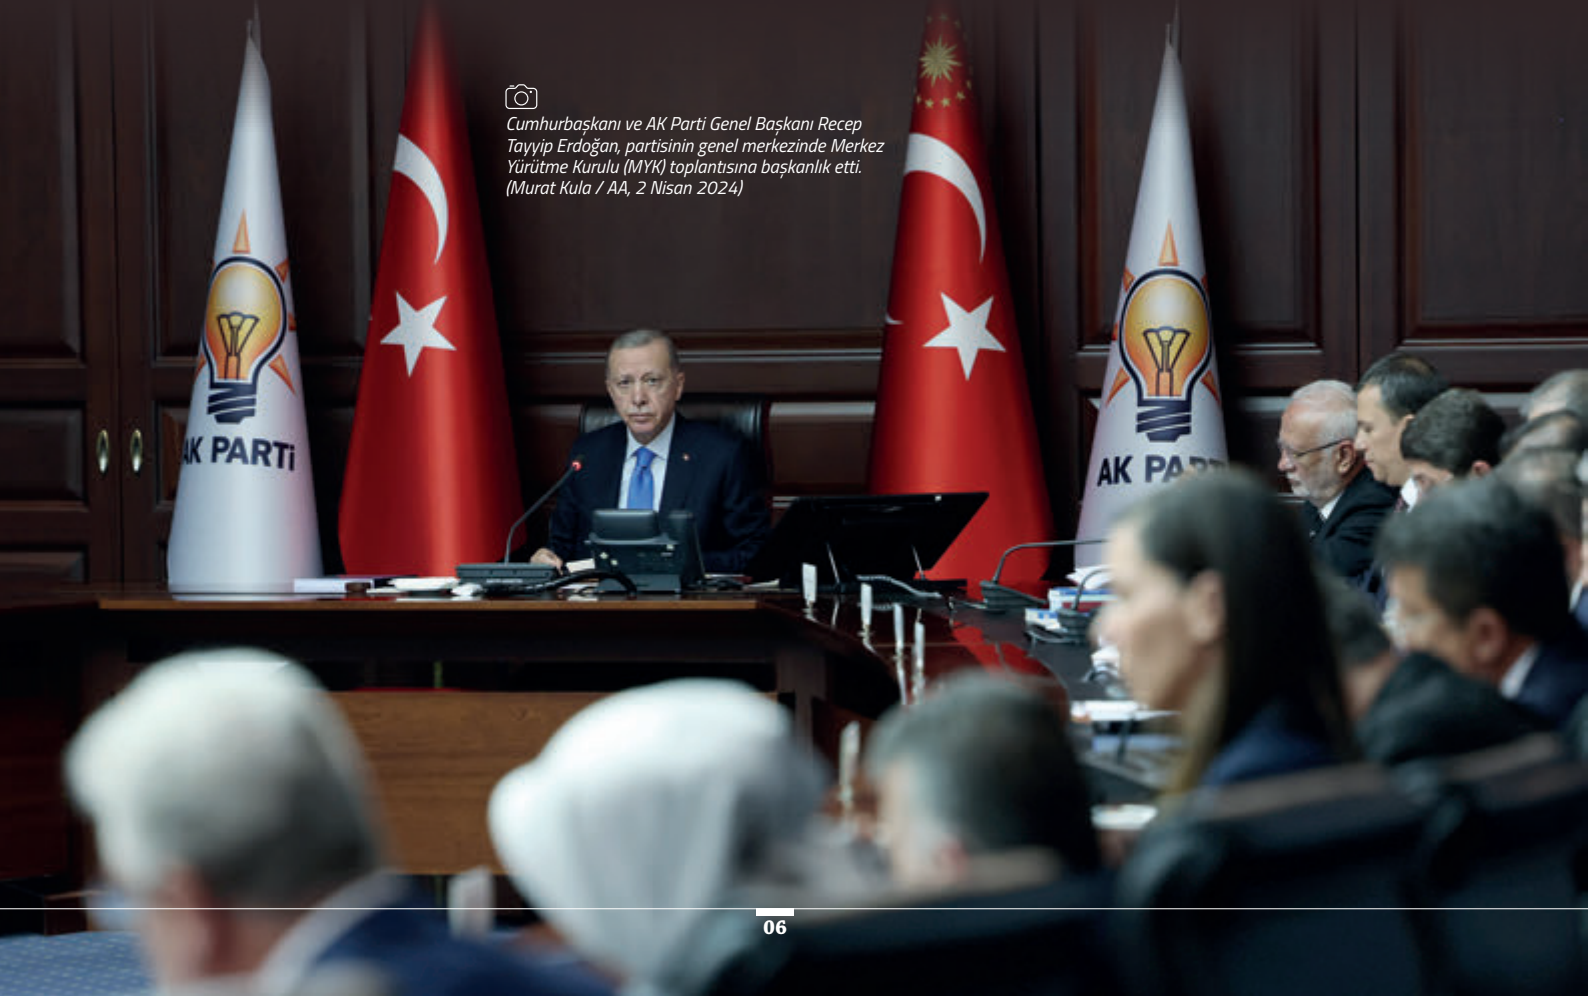 Cumhurbaşkanı ve AK Parti Genel Başkanı Recep
Tayyip Erdoğan, partisinin genel merkezinde Merkez
Yürütme Kurulu (MYK) toplantısına başkanlık etti.
(Murat Kula / AA, 2 Nisan 2024)
AK PARTi
AK PART
06